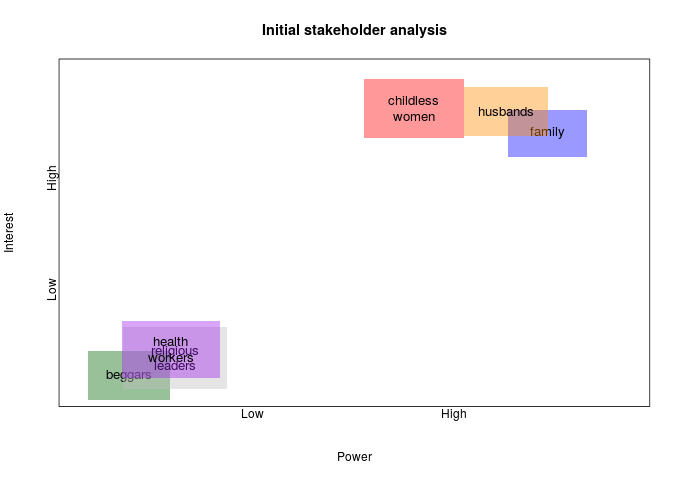 Initial stakeholder analysis
childless
women
husbands
family
High
Interest
Low
health
religious
workers
leaders
beggars
Low
High
Power